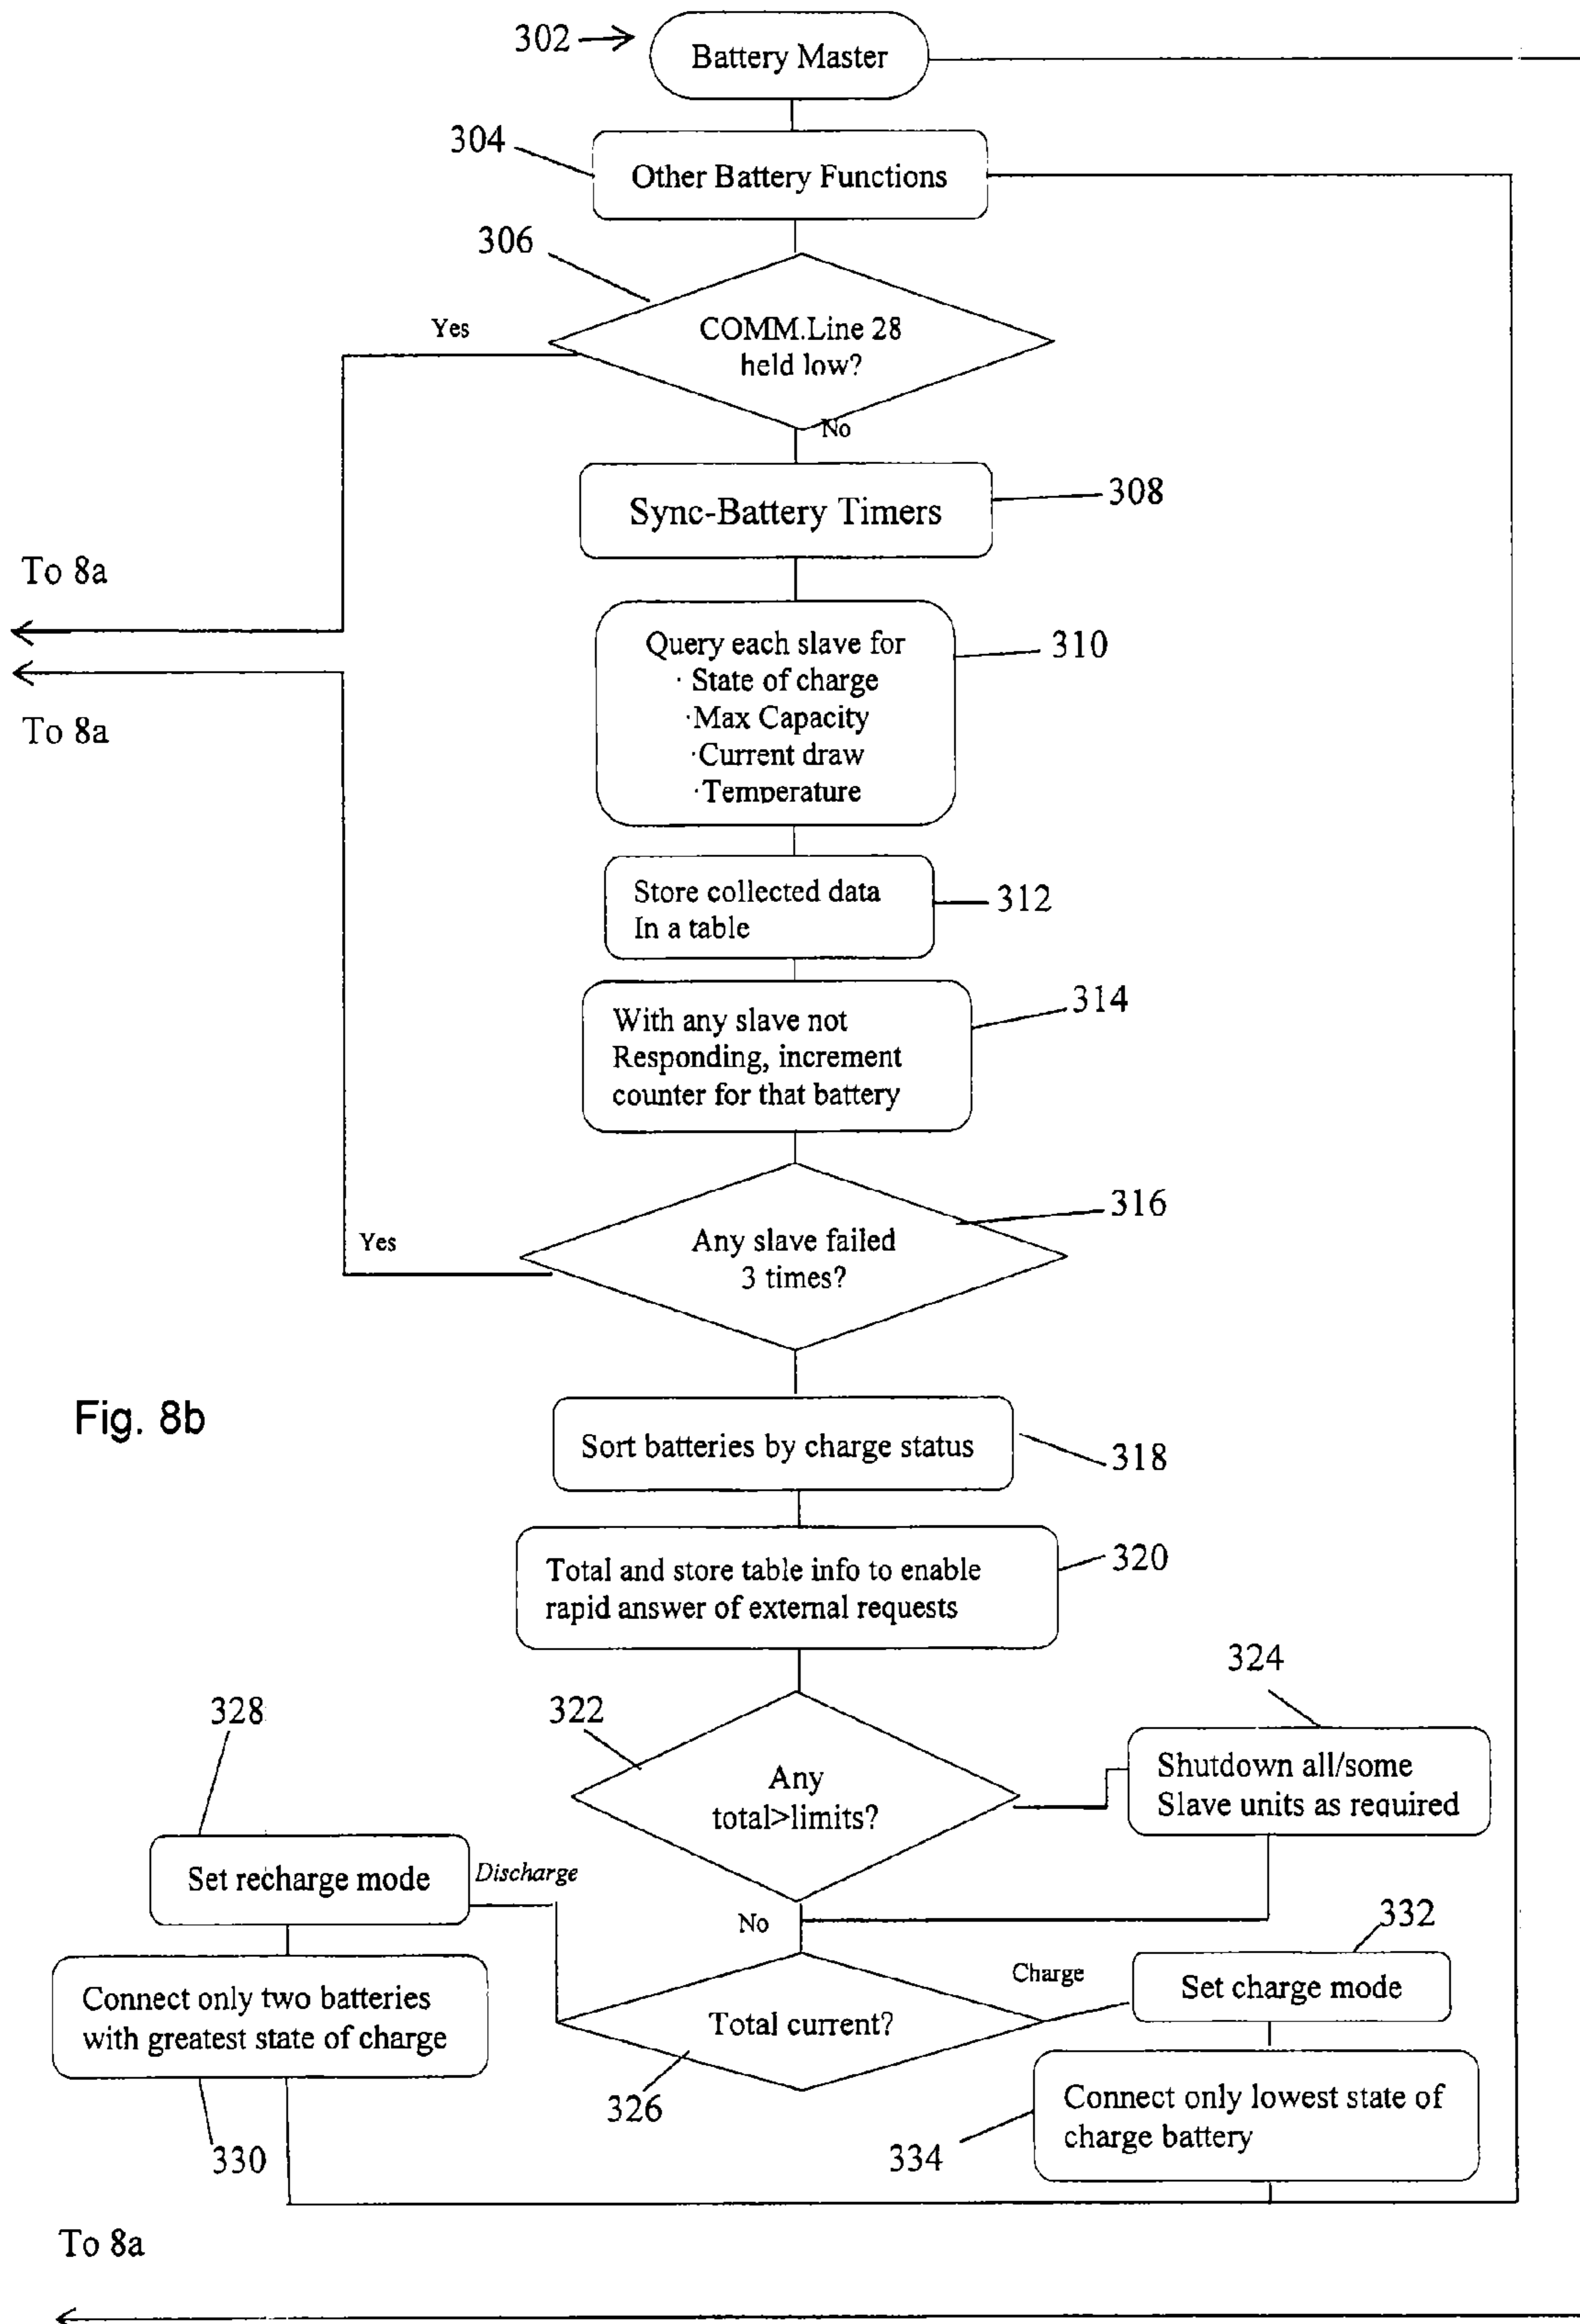 302
Battery Master
304
Other Battery Functions
306
COMM.Line 28
held low?
Yes
No
Sync-Battery Timers
308
To 8a
To 8a
Query each slave for
· State of charge
·Max Capacity
·Current draw
·Temperature
310
Store collected data
In a table
312
With any slave not
Responding, increment
counter for that battery
314
Any slave failed
3 times?
316
Yes
Fig. 8b
Sort batteries by charge status
318
Total and store table info to enable
rapid answer of external requests
320
322
Any
total>limits?
324
Shutdown all/some
Slave units as required
328
Set recharge mode
Discharge
No
332
Charge
Set charge mode
Connect only two batteries
with greatest state of charge
Total current?
326
330
Connect only lowest state of
charge battery
334
To 8a